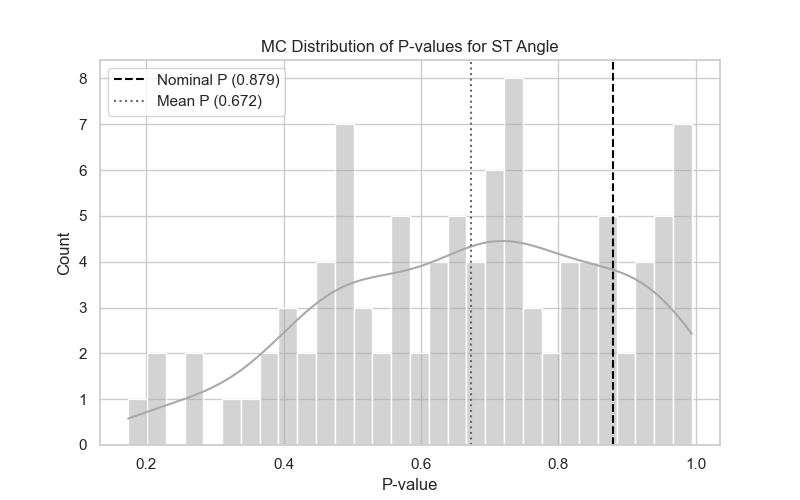 MC Distribution of P-values for ST Angle
Nominal P (0.879)
Mean P (0.672)
Count
8
7
6
5
4
3
2
1
0
0.2 0.4 0.6 0.8 1.0
P-value